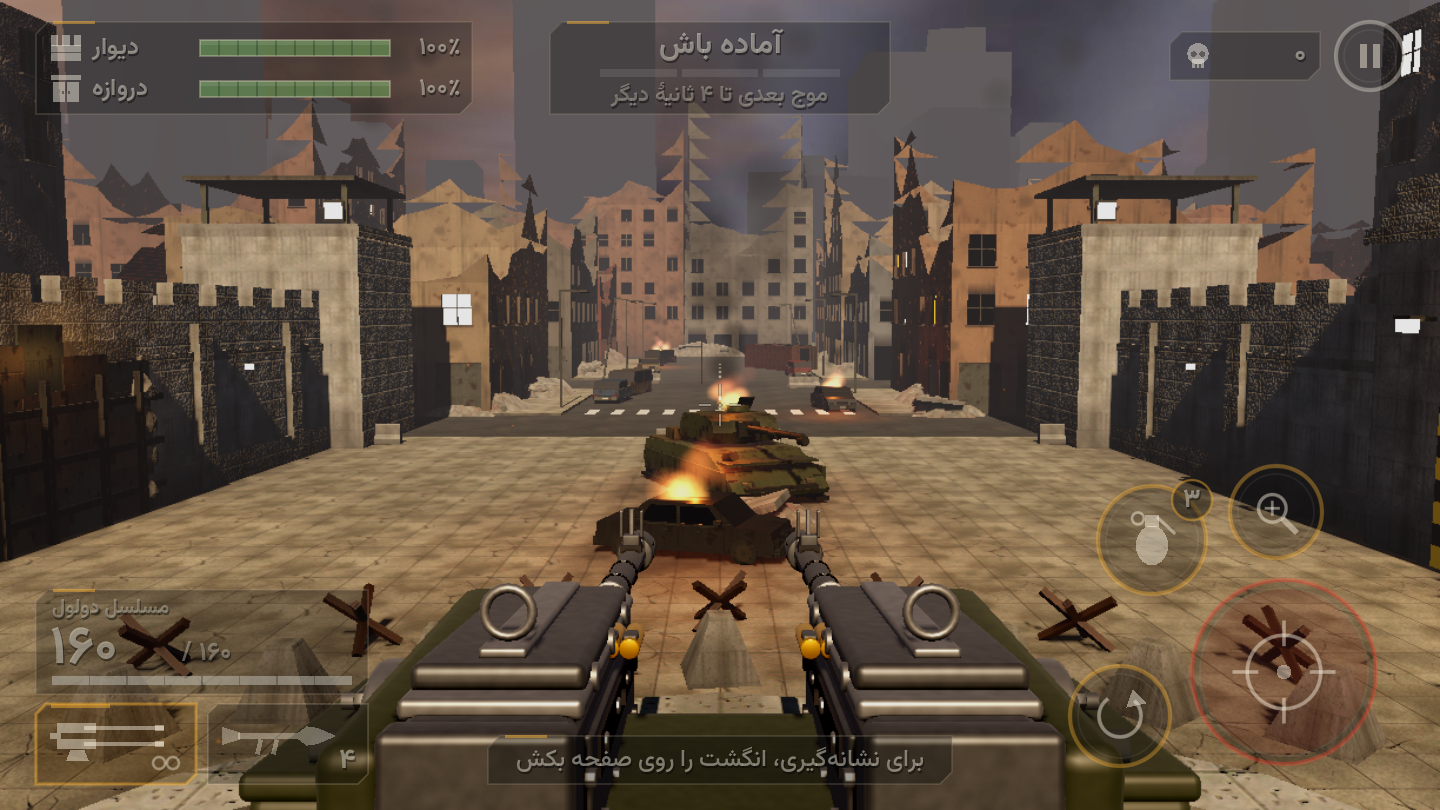 دیوار ۱۰۰٪
دروازه ۱۰۰٪
آماده باش
موج بعدی تا ۴ ثانیهٔ دیگر
۰
۳
مسلسل دولول
۱۶۰ / ۱۶۰
∞
۴
برای نشانه‌گیری، انگشت را روی صفحه بکش